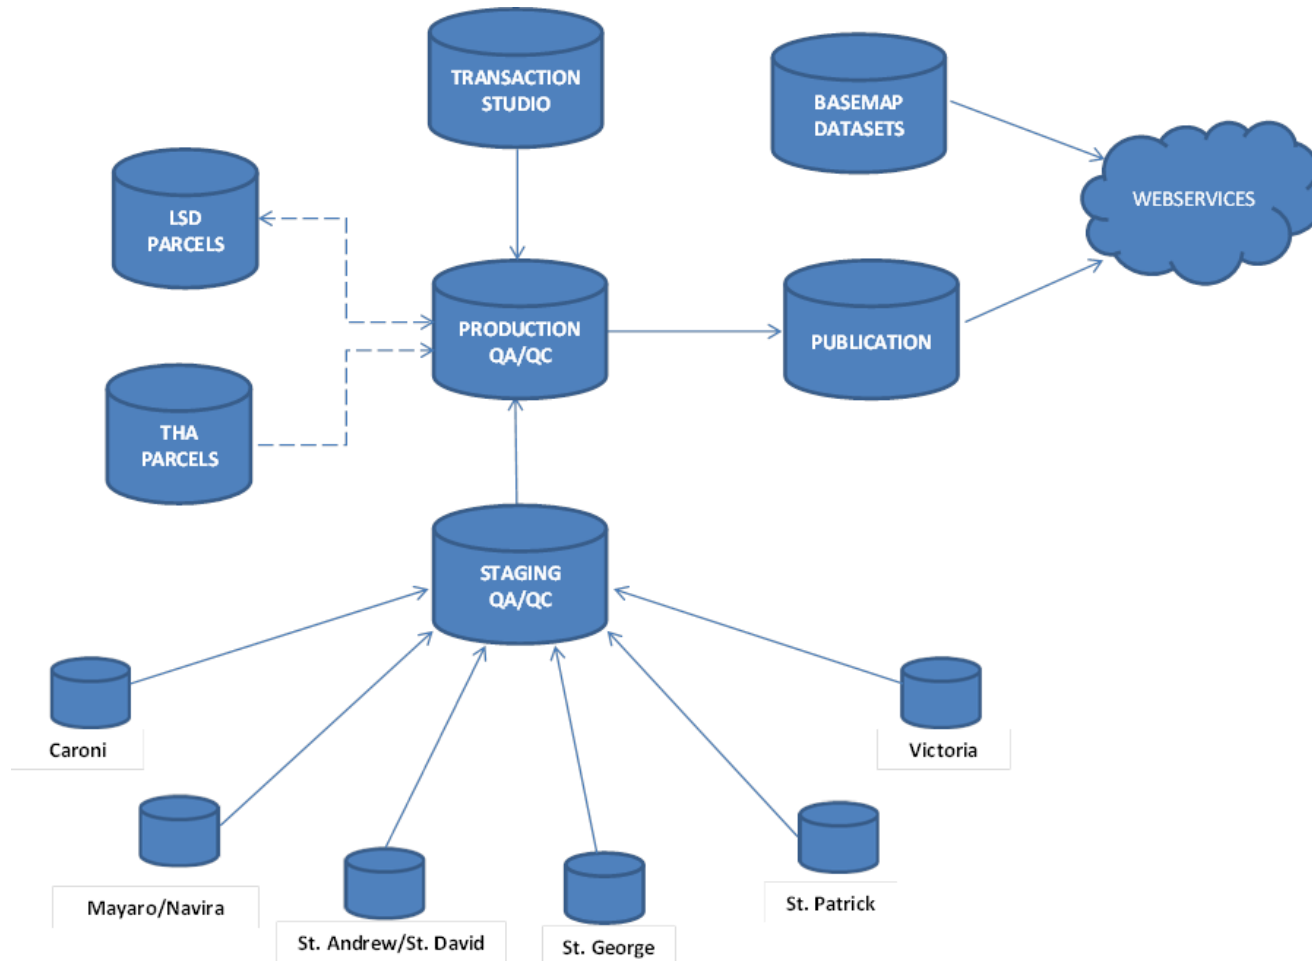 TRANSACTION
STUDIO
BASEMAP
DATASETS
LSD
PARCELS
WEBSERVICES
PRODUCTION
QA/QC
PUBLICATION
THA
PARCELS
STAGING
QA/QC
Caroni
Victoria
Mayaro/Navira
St. Patrick
St. Andrew/St. David
St. George